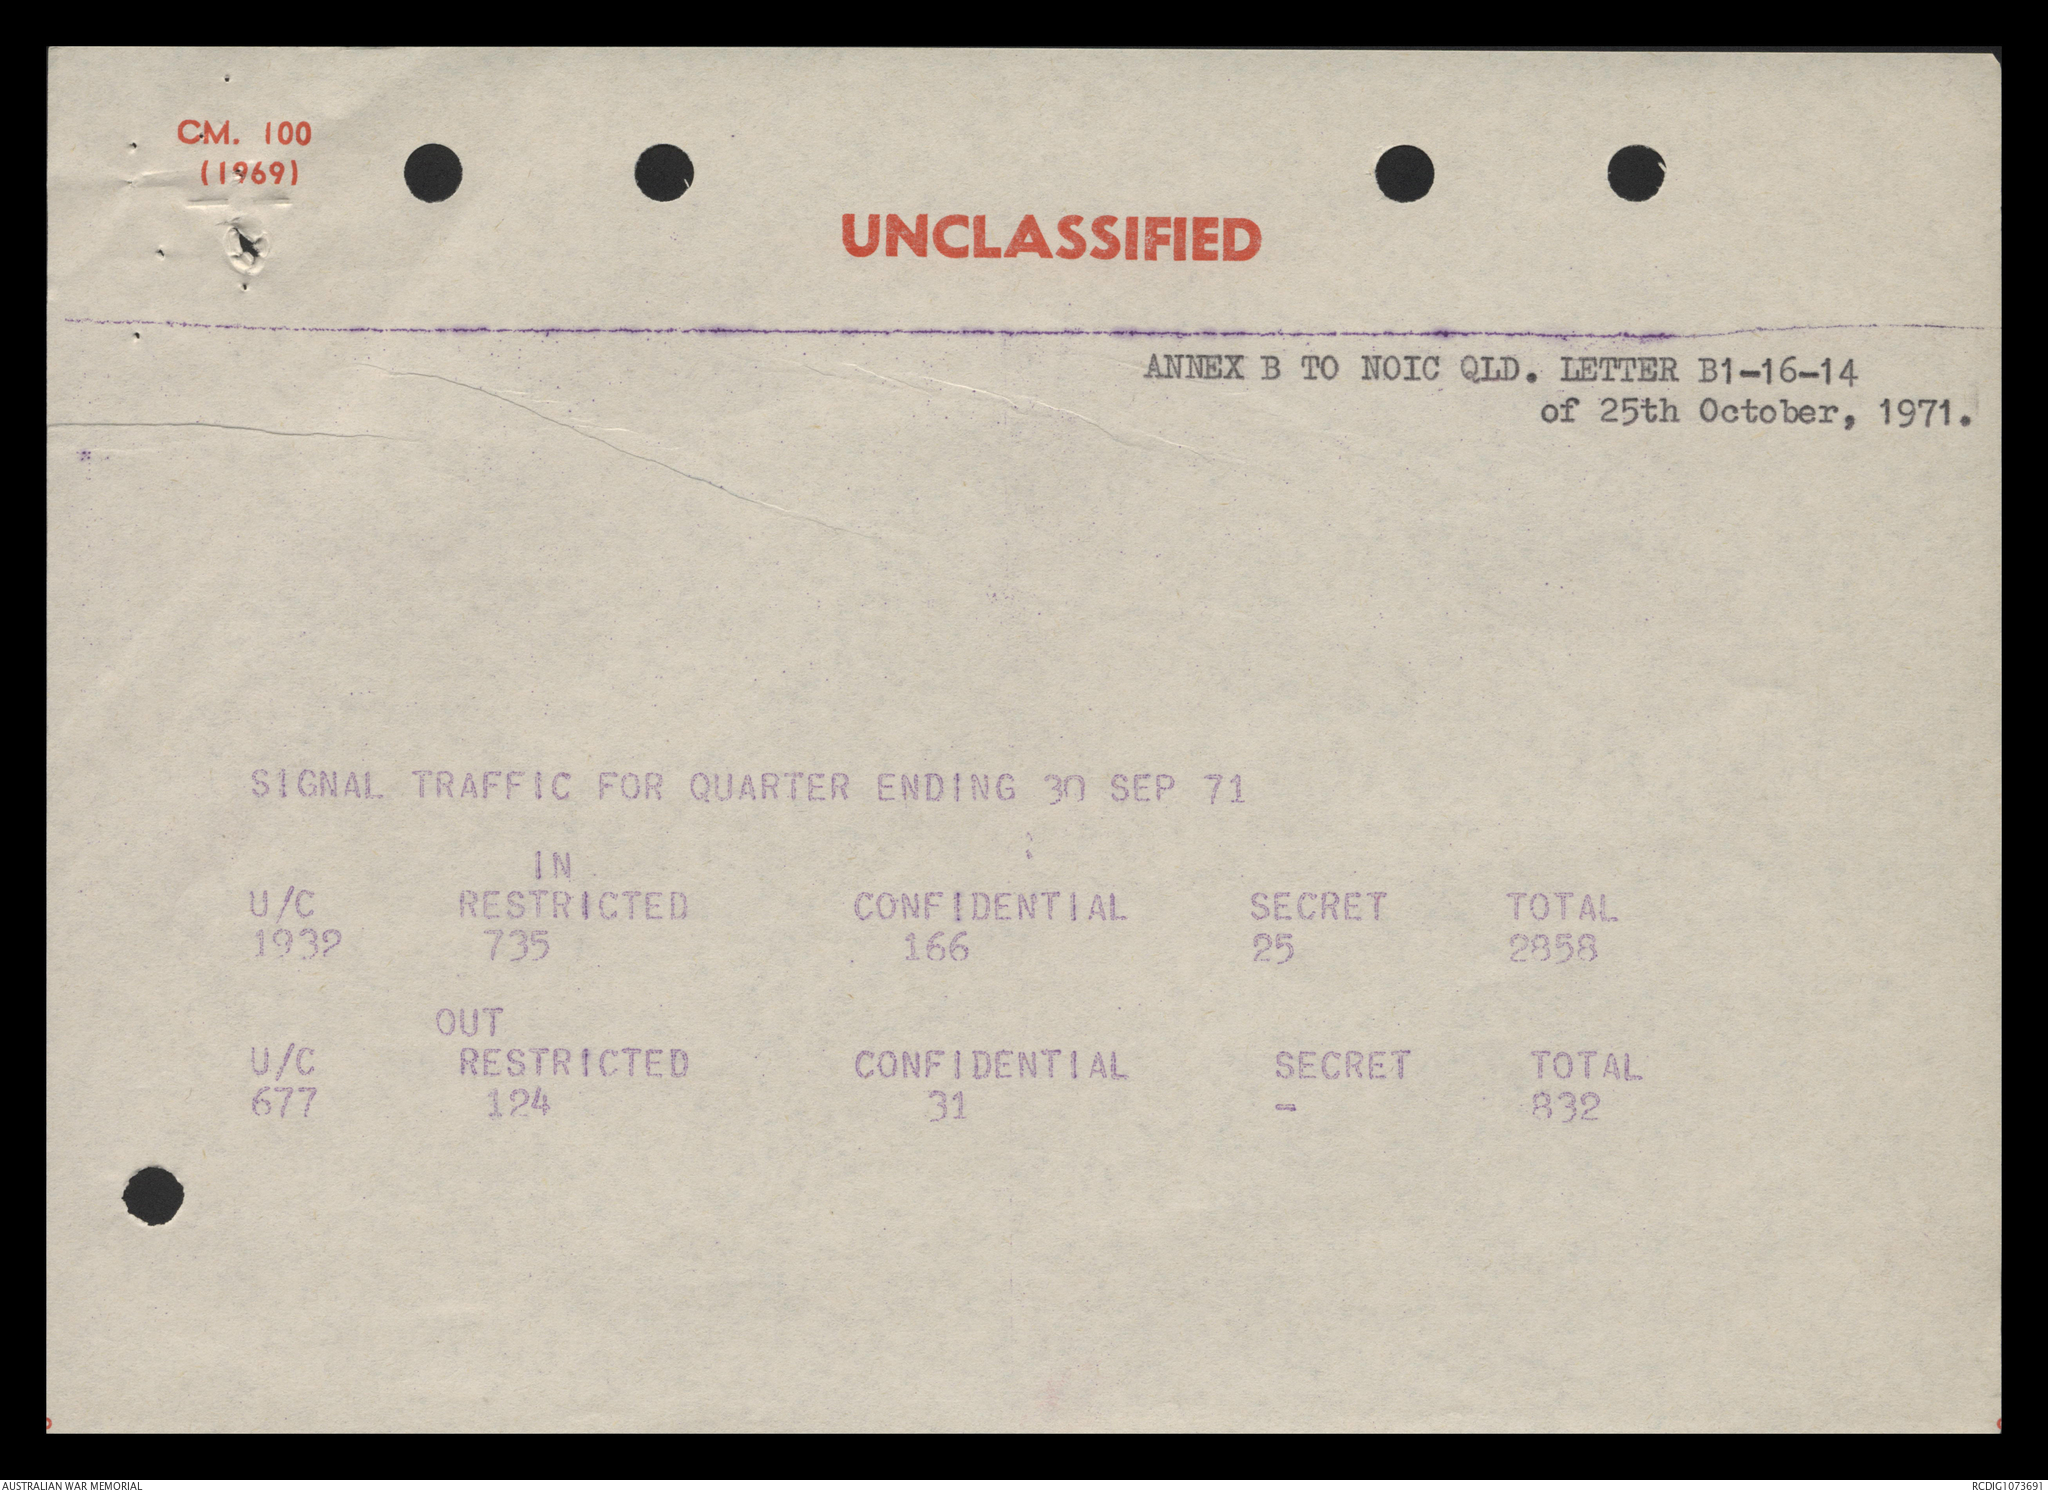 CM. 100
(1969)
UNCLASSIFIED
ANNEX B TO NOIC QLD. LETTER B1-16-14
of 25th October, 1971.
SIGNAL TRAFFIC FOR QUARTER ENDING 30 SEP 71
IN
U/C RESTRICTED CONFIDENTIAL SECRET TOTAL
1932 735 166 25 2858
OUT
U/C RESTRICTED CONFIDENTIAL SECRET TOTAL
677 124 31 - 832
AUSTRALIAN WAR MEMORIAL RCDIG1073691